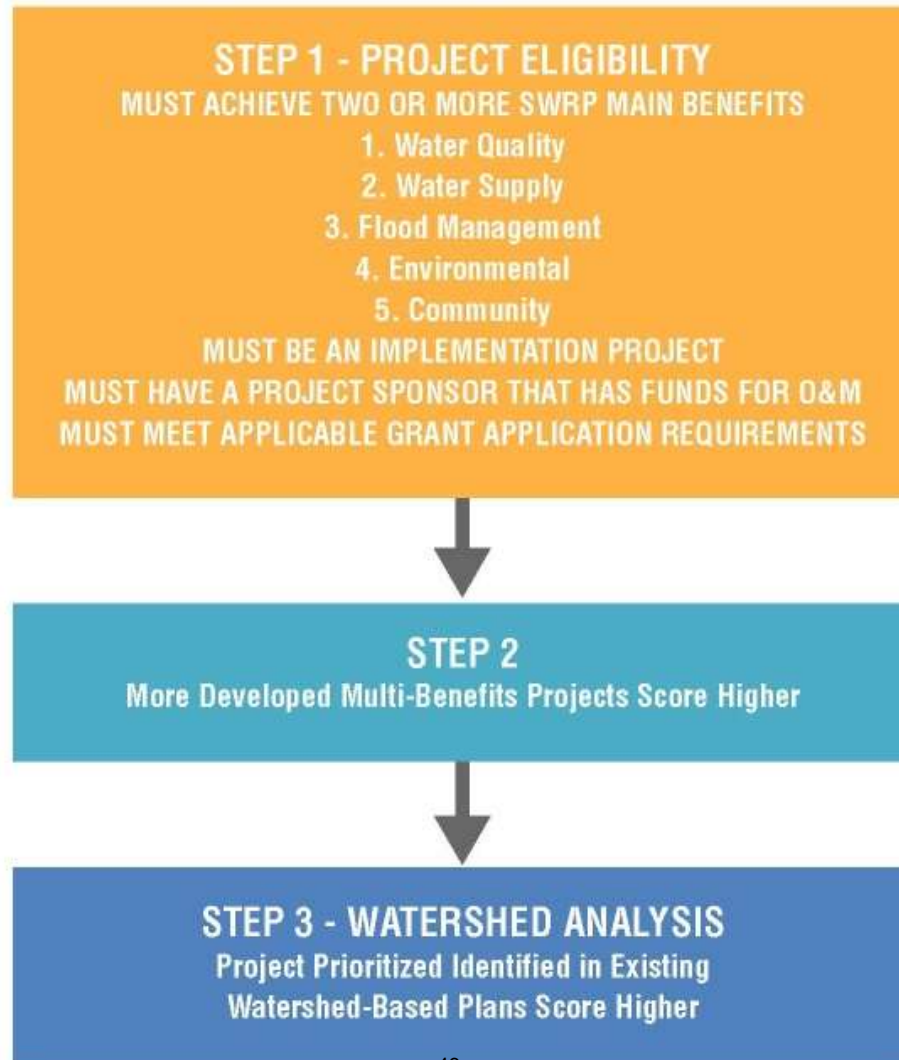 STEP 1 - PROJECT ELIGIBILITY
MUST ACHIEVE TWO OR MORE SWRP MAIN BENEFITS
1. Water Quality
2. Water Supply
3. Flood Management
4. Environmental
5. Community
MUST BE AN IMPLEMENTATION PROJECT
MUST HAVE A PROJECT SPONSOR THAT HAS FUNDS FOR O&M
MUST MEET APPLICABLE GRANT APPLICATION REQUIREMENTS
STEP 2
More Developed Multi-Benefits Projects Score Higher
STEP 3 - WATERSHED ANALYSIS
Project Prioritized Identified in Existing
Watershed-Based Plans Score Higher